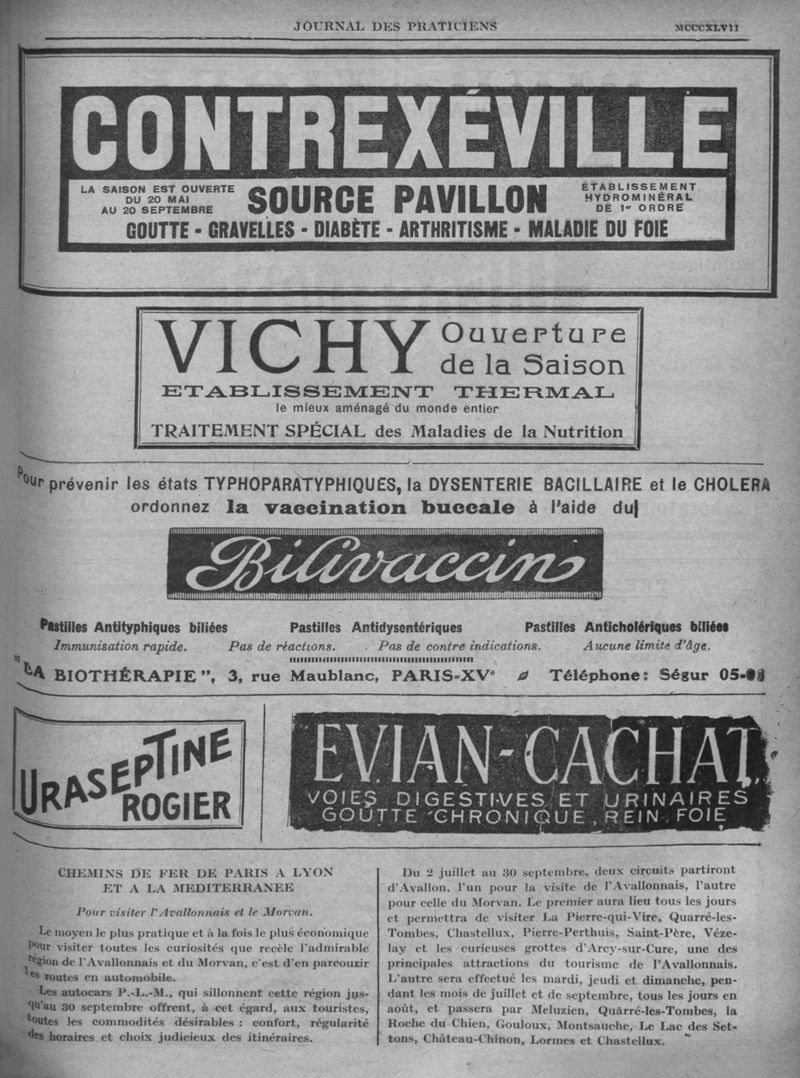 JOURNAL DES PRATICIENS
MCCCXLVII
CONTREXÉVILLE
LA SAISON EST OUVERTE
DU 20 MAI
AU 20 SEPTEMBRE
SOURCE PAVILLON
ÉTABLISSEMENT
HYDROMINÉRAL
DE 1er ORDRE
GOUTTE - GRAVELLES - DIABÈTE - ARTHRITISME - MALADIE DU FOIE
VICHY
Ouverture
de la Saison
ETABLISSEMENT THERMAL
le mieux aménagé du monde entier
TRAITEMENT SPÉCIAL des Maladies de la Nutrition
Pour prévenir les états TYPHOPARATYPHIQUES, la DYSENTERIE BACILLAIRE et le CHOLERA
ordonnez la vaccination buccale à l'aide du
Bilivaccin
Pastilles Antityphiques biliées
Pastilles Antidysentériques
Pastilles Anticholériques biliées
Immunisation rapide. Pas de réactions. Pas de contre indications. Aucune limite d'âge.
"LA BIOTHÉRAPIE", 3, rue Maublanc, PARIS-XVe Téléphone: Ségur 05-
URASEPTINE
ROGIER
EVIAN-CACHAT
VOIES DIGESTIVES ET URINAIRES
GOUTTE CHRONIQUE, REIN. FOIE
CHEMINS DE FER DE PARIS A LYON
ET A LA MEDITERRANEE
Pour visiter l'Avallonnais et le Morvan.
Le moyen le plus pratique et à la fois le plus économique
pour visiter toutes les curiosités que recèle l'admirable
région de l'Avallonnais et du Morvan, c'est d'en parcourir
les routes en automobile.
Les autocars P.-L.-M., qui sillonnent cette région jus-
qu'au 30 septembre offrent, à cet égard, aux touristes,
toutes les commodités désirables : confort, régularité
des horaires et choix judicieux des itinéraires.
Du 2 juillet au 30 septembre, deux circuits partiront
d'Avallon, l'un pour la visite de l'Avallonnais, l'autre
pour celle du Morvan. Le premier aura lieu tous les jours
et permettra de visiter La Pierre-qui-Vire, Quarré-les-
Tombes, Chastellux, Pierre-Perthuis, Saint-Père, Véze-
lay et les curieuses grottes d'Arcy-sur-Cure, une des
principales attractions du tourisme de l'Avallonnais.
L'autre sera effectué les mardi, jeudi et dimanche, pen-
dant les mois de juillet et de septembre, tous les jours en
août, et passera par Meluzien, Quarré-les-Tombes, la
Roche du Chien, Gouloux, Montsauche, Le Lac des Set-
tons, Château-Chinon, Lormes et Chastellux.